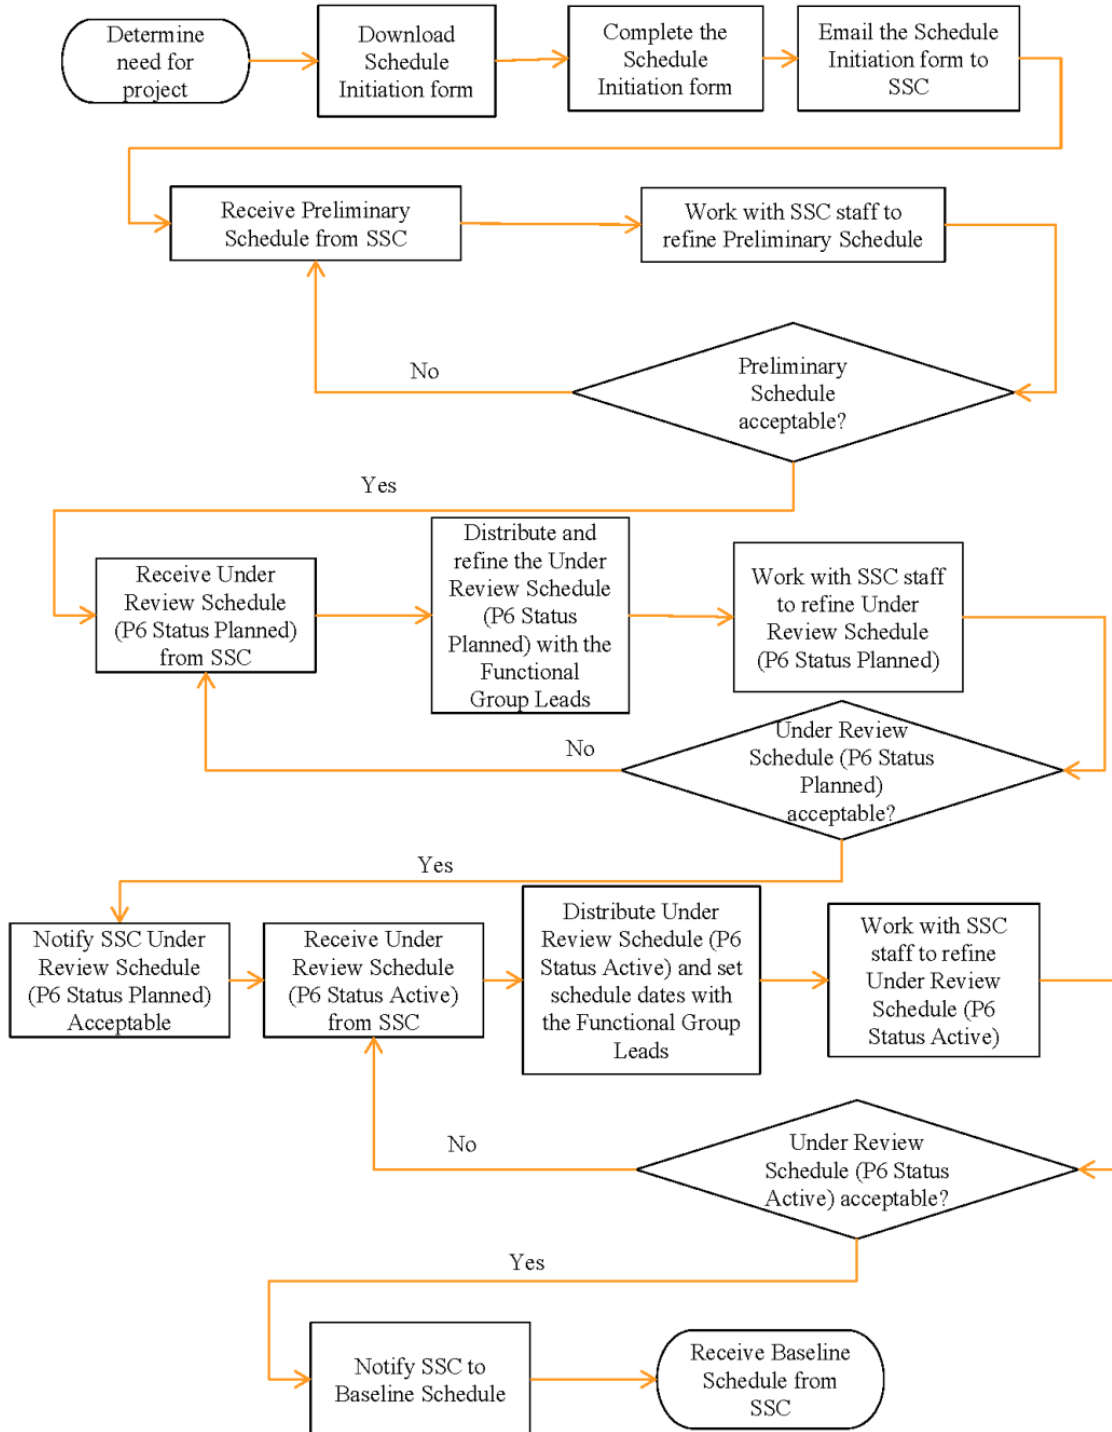 Determine
need for
project
Download
Schedule
Initiation form
Complete the
Schedule
Initiation form
Email the Schedule
Initiation form to
SSC
Receive Preliminary
Schedule from SSC
Work with SSC staff to
refine Preliminary Schedule
Preliminary
Schedule
acceptable?
No
Yes
Receive Under
Review Schedule
(P6 Status Planned)
from SSC
Distribute and
refine the Under
Review Schedule
(P6 Status
Planned) with the
Functional
Group Leads
Work with SSC staff
to refine Under
Review Schedule
(P6 Status Planned)
Under Review
Schedule (P6 Status
Planned)
acceptable?
No
Yes
Notify SSC Under
Review Schedule
(P6 Status Planned)
Acceptable
Receive Under
Review Schedule
(P6 Status Active)
from SSC
Distribute Under
Review Schedule (P6
Status Active) and set
schedule dates with
the Functional Group
Leads
Work with SSC
staff to refine
Under Review
Schedule (P6
Status Active)
Under Review
Schedule (P6 Status
Active) acceptable?
No
Yes
Notify SSC to
Baseline Schedule
Receive Baseline
Schedule from
SSC